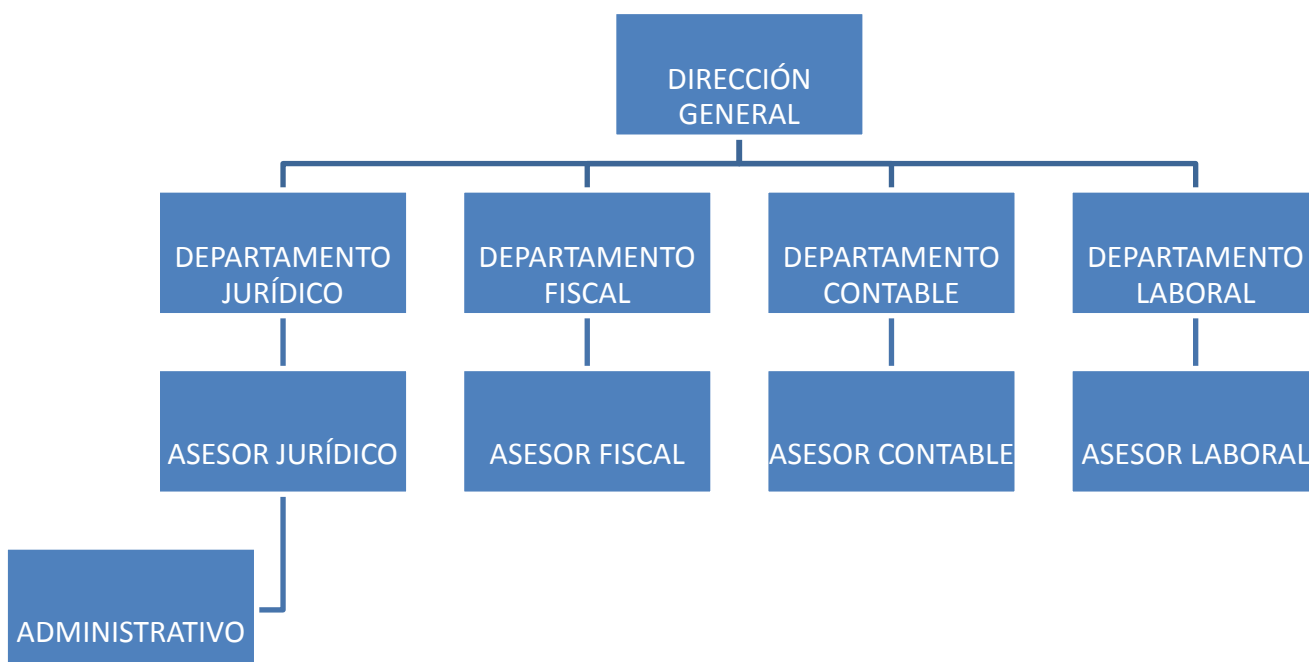 DIRECCIÓN
GENERAL
DEPARTAMENTO
JURÍDICO
DEPARTAMENTO
FISCAL
DEPARTAMENTO
CONTABLE
DEPARTAMENTO
LABORAL
ASESOR JURÍDICO
ASESOR FISCAL
ASESOR CONTABLE
ASESOR LABORAL
ADMINISTRATIVO